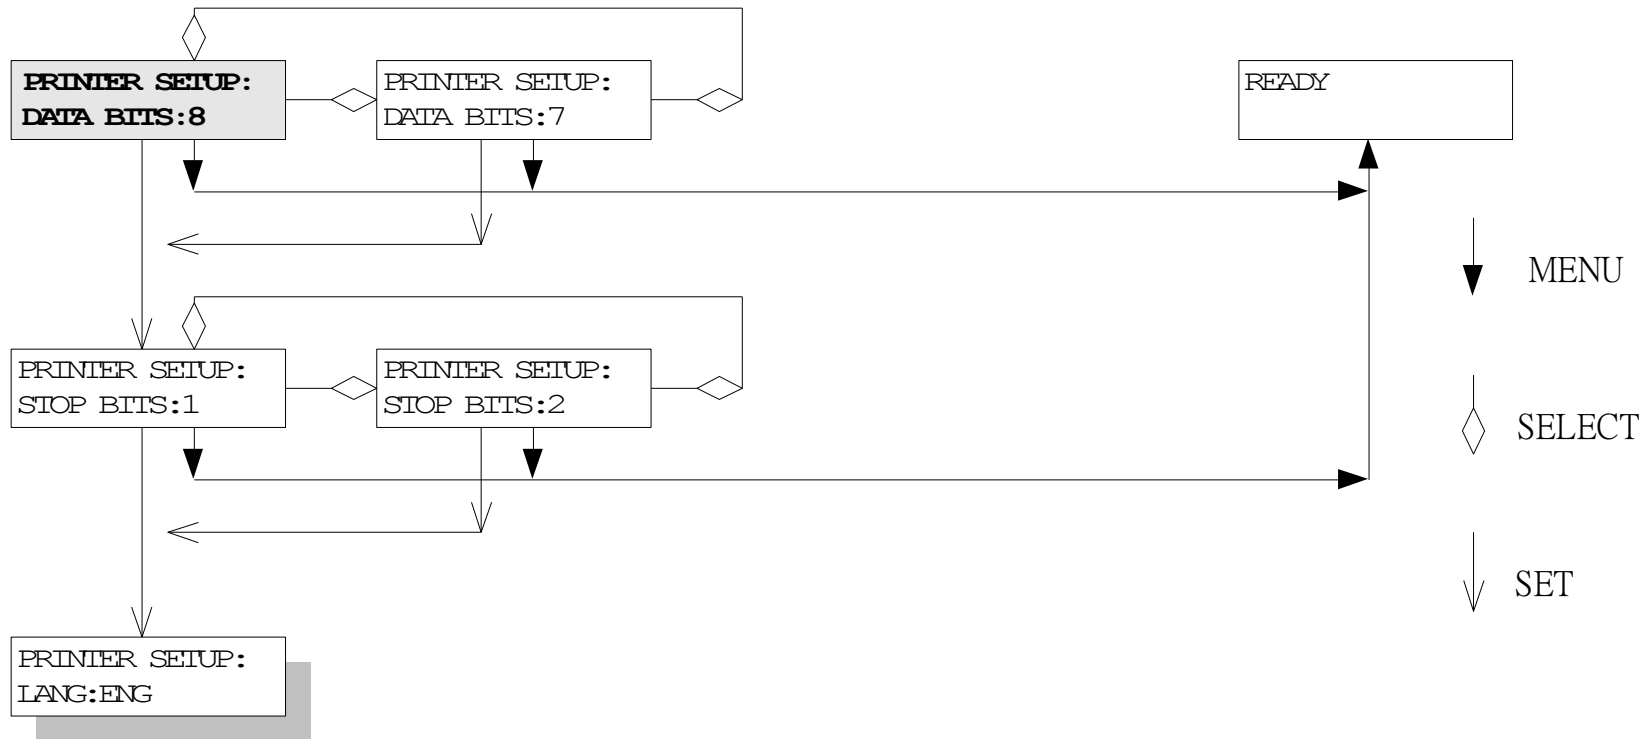 PRINTER SETUP:
DATA BITS:8
PRINTER SETUP:
DATA BITS:7
READY
MENU
PRINTER SETUP:
STOP BITS:1
PRINTER SETUP:
STOP BITS:2
SELECT
SET
PRINTER SETUP:
LANG:ENG